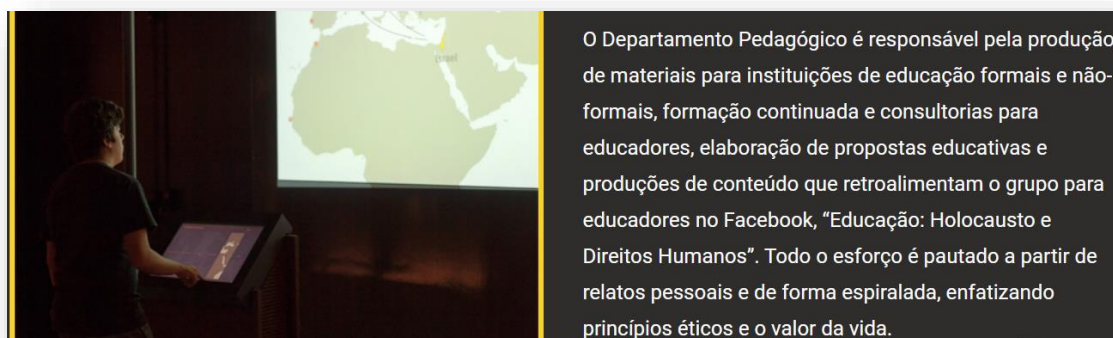 Israel
O Departamento Pedagógico é responsável pela produção
de materiais para instituições de educação formais e não-
formais, formação continuada e consultorias para
educadores, elaboração de propostas educativas e
produções de conteúdo que retroalimentam o grupo para
educadores no Facebook, “Educação: Holocausto e
Direitos Humanos”. Todo o esforço é pautado a partir de
relatos pessoais e de forma espiralada, enfatizando
princípios éticos e o valor da vida.